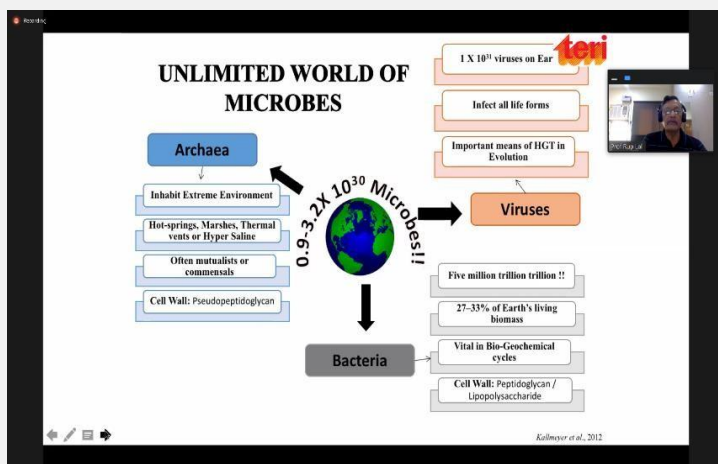 Recording
teri
UNLIMITED WORLD OF
MICROBES
1 X 10³¹ viruses on Ear
Infect all life forms
Important means of HGT in
Evolution
Viruses
Archaea
Inhabit Extreme Environment
Hot-springs, Marshes, Thermal
vents or Hyper Saline
Often mutualists or
commensals
Cell Wall: Pseudopeptidoglycan
0.9-3.2X 10³⁰ Microbes!!
Bacteria
Five million trillion trillion !!
27–33% of Earth's living
biomass
Vital in Bio-Geochemical
cycles
Cell Wall: Peptidoglycan /
Lipopolysaccharide
Kallmeyer et al., 2012
Prof Rup Lal